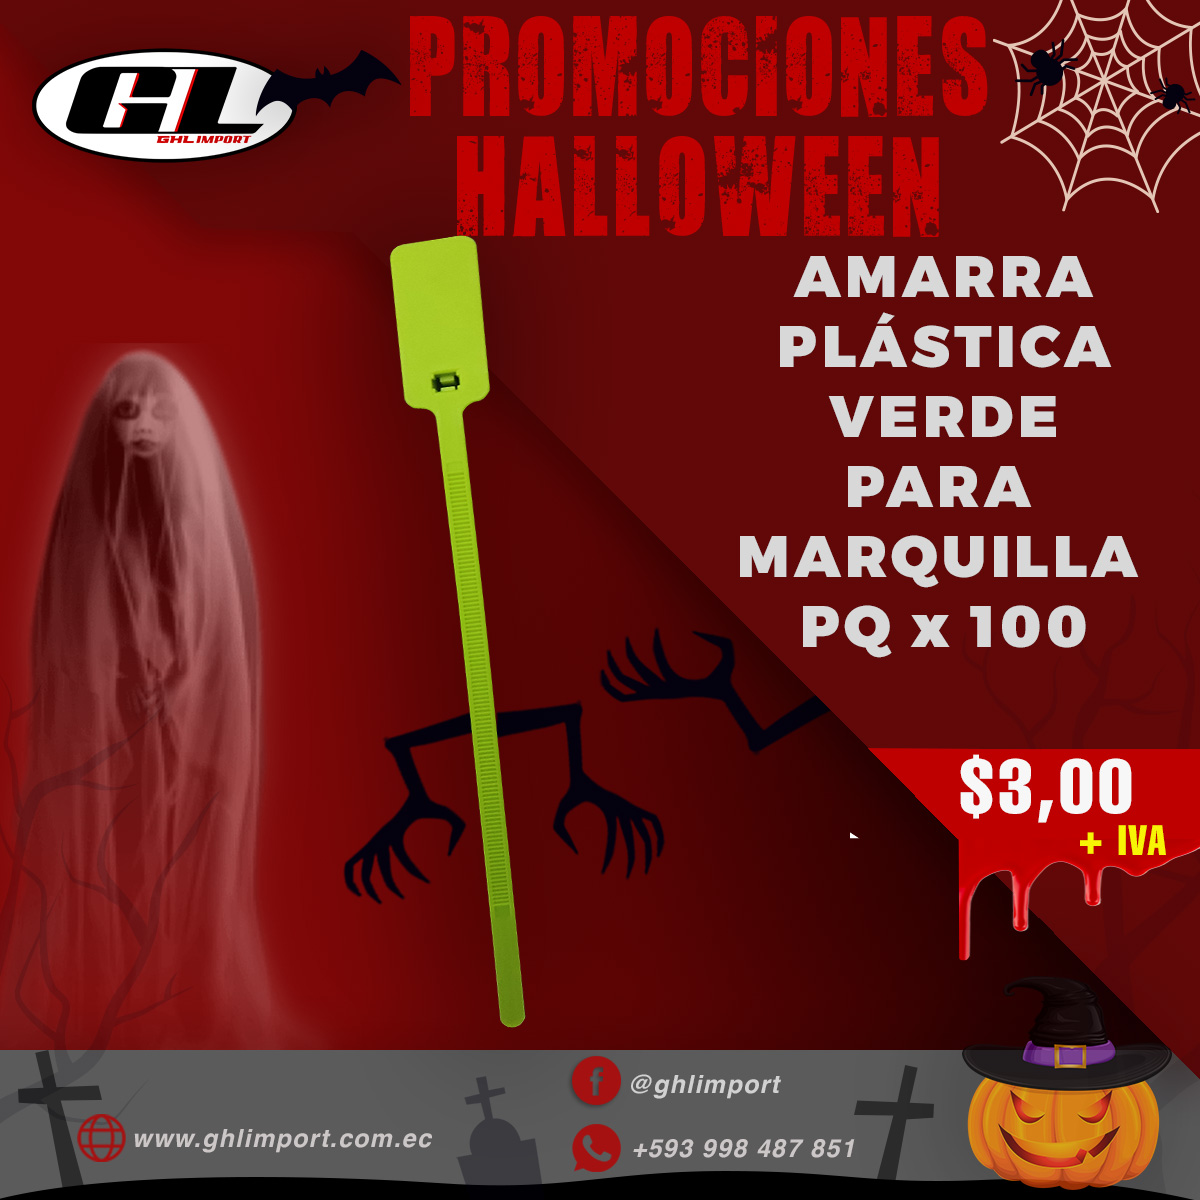 GHL
GHL IMPORT
PROMOCIONES
HALLOWEEN
AMARRA
PLÁSTICA
VERDE
PARA
MARQUILLA
PQ x 100
$3,00
+ IVA
@ghlimport
www.ghlimport.com.ec
+593 998 487 851